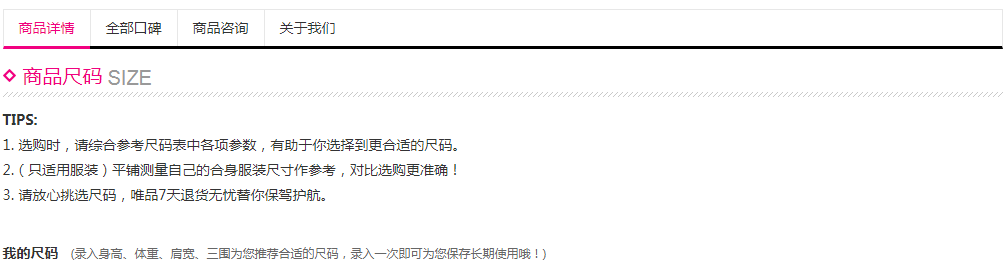 商品详情 全部口碑 商品咨询 关于我们
商品尺码 SIZE
TIPS:
1. 选购时，请综合参考尺码表中各项参数，有助于你选择到更合适的尺码。
2.（只适用服装）平铺测量自己的合身服装尺寸作参考，对比选购更准确！
3. 请放心挑选尺码，唯品7天退货无忧替你保驾护航。
我的尺码 (录入身高、体重、肩宽、三围为您推荐合适的尺码，录入一次即可为您保存长期使用哦！)